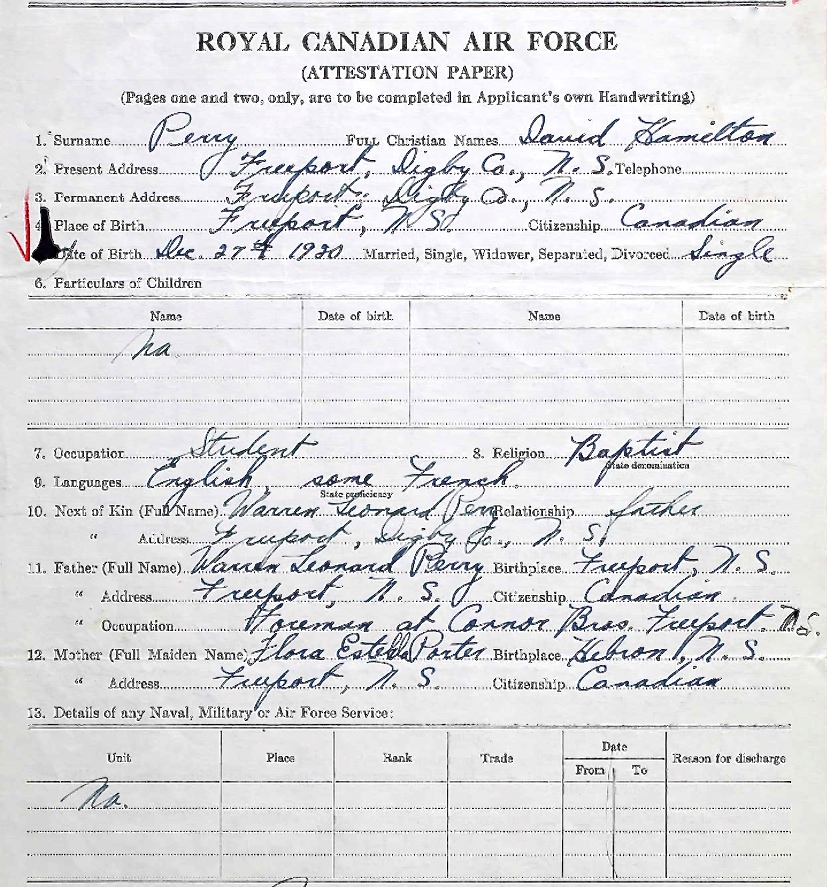 ROYAL CANADIAN AIR FORCE
(ATTESTATION PAPER)
(Pages one and two, only, are to be completed in Applicant's own Handwriting)
1. Surname Perry FULL Christian Names David Hamilton
2. Present Address Freeport, Digby Co., N. S. Telephone
3. Permanent Address Freeport, Digby Co., N. S.
4. Place of Birth Freeport, N. S. Citizenship Canadian
Date of Birth Dec. 27th 1920 Married, Single, Widower, Separated, Divorced Single
6. Particulars of Children
Name Date of birth Name Date of birth
na
7. Occupation Student 8. Religion Baptist
State denomination
9. Languages English, some French
State proficiency
10. Next of Kin (Full Name) Warren Leonard Perry Relationship father
" Address Freeport, Digby Co., N. S.
11. Father (Full Name) Warren Leonard Perry Birthplace Freeport, N. S.
" Address Freeport, N. S. Citizenship Canadian
" Occupation Foreman at Connor Bros. Freeport N.S.
12. Mother (Full Maiden Name) Flora Estella Porter Birthplace Hebron, N. S.
" Address Freeport, N. S. Citizenship Canadian
13. Details of any Naval, Military or Air Force Service:
Unit Place Rank Trade Date Reason for discharge
From To
na.